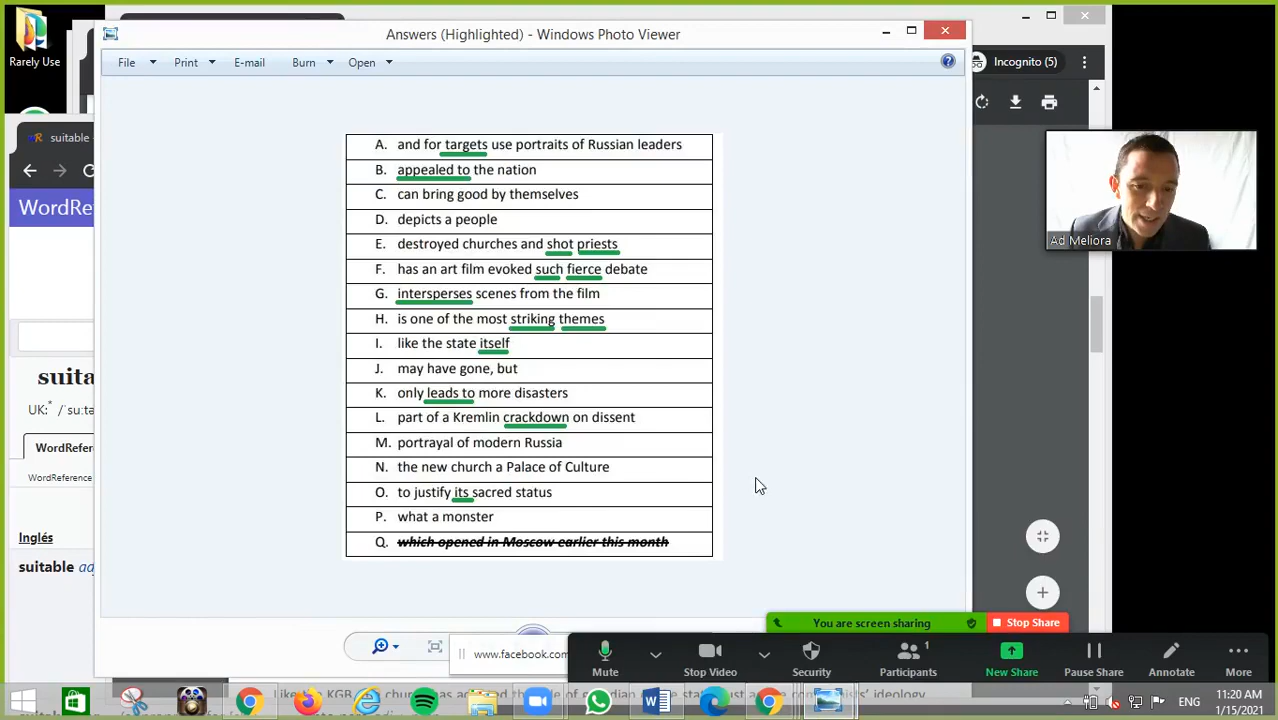 Rarely Use
Answers (Highlighted) - Windows Photo Viewer
File Print E-mail Burn Open
Incognito (5)
suitable
WordRe
suita
UK:* /ˈsuːtə
WordRefer
WordReference
Inglés
suitable adj
A. and for targets use portraits of Russian leaders
B. appealed to the nation
C. can bring good by themselves
D. depicts a people
E. destroyed churches and shot priests
F. has an art film evoked such fierce debate
G. intersperses scenes from the film
H. is one of the most striking themes
I. like the state itself
J. may have gone, but
K. only leads to more disasters
L. part of a Kremlin crackdown on dissent
M. portrayal of modern Russia
N. the new church a Palace of Culture
O. to justify its sacred status
P. what a monster
Q. which opened in Moscow earlier this month
Ad Meliora
You are screen sharing Stop Share
www.facebook.com
Mute Stop Video Security Participants 1 New Share Pause Share Annotate More
ENG
11:20 AM
1/15/2021